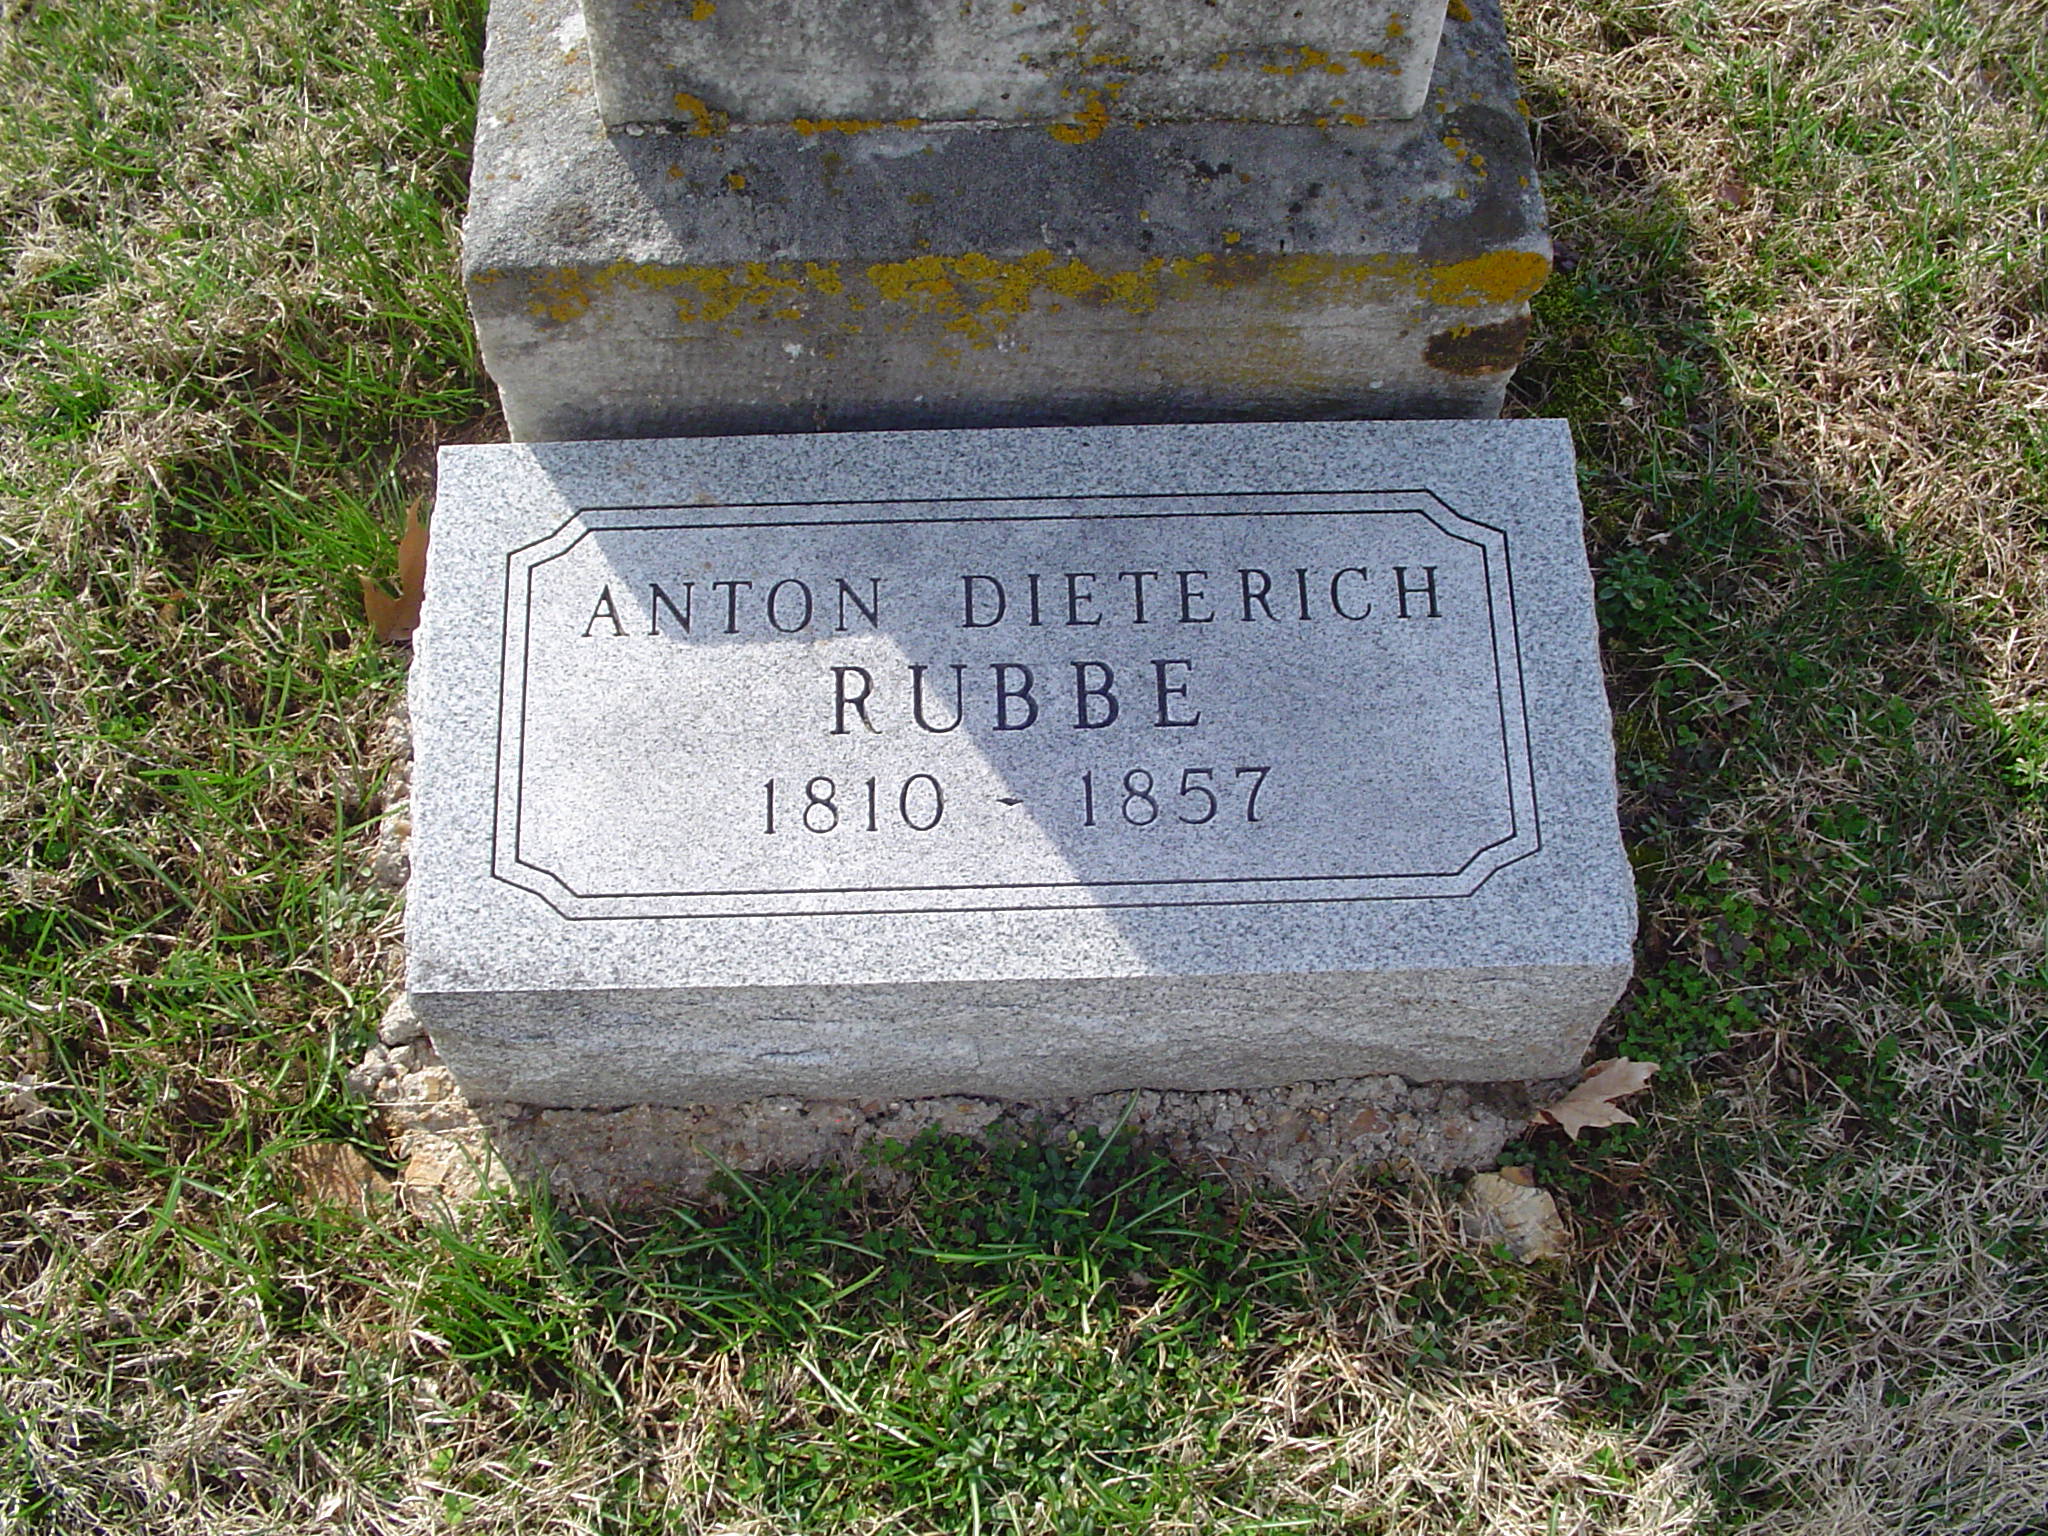 ANTON DIETERICH
RUBBE
1810 - 1857